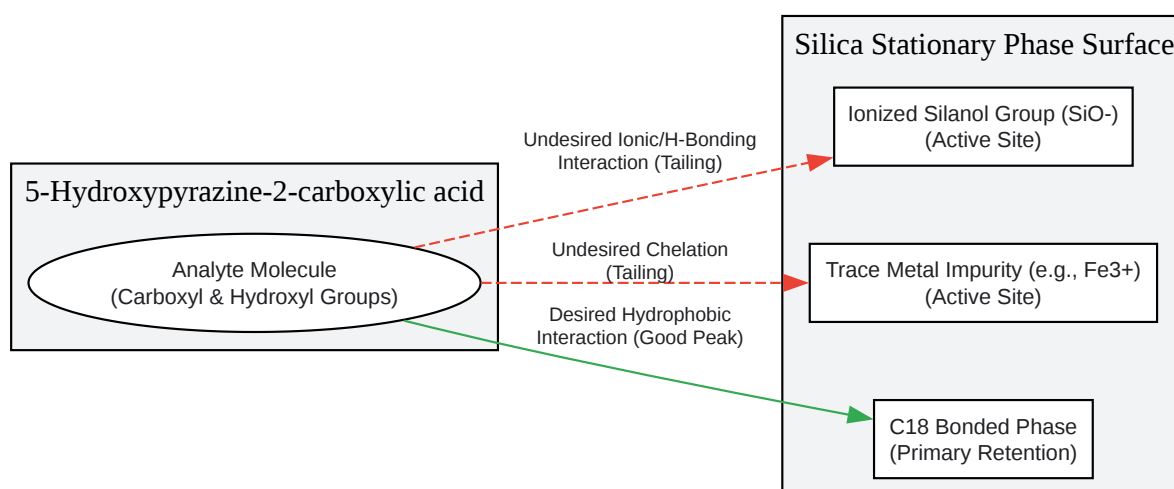 Silica Stationary Phase Surface
Ionized Silanol Group (SiO-)
(Active Site)
Undesired Ionic/H-Bonding
Interaction (Tailing)
5-Hydroxypyrazine-2-carboxylic acid
Analyte Molecule
(Carboxyl & Hydroxyl Groups)
Undesired Chelation
(Tailing)
Trace Metal Impurity (e.g., Fe3+)
(Active Site)
Desired Hydrophobic
Interaction (Good Peak)
C18 Bonded Phase
(Primary Retention)